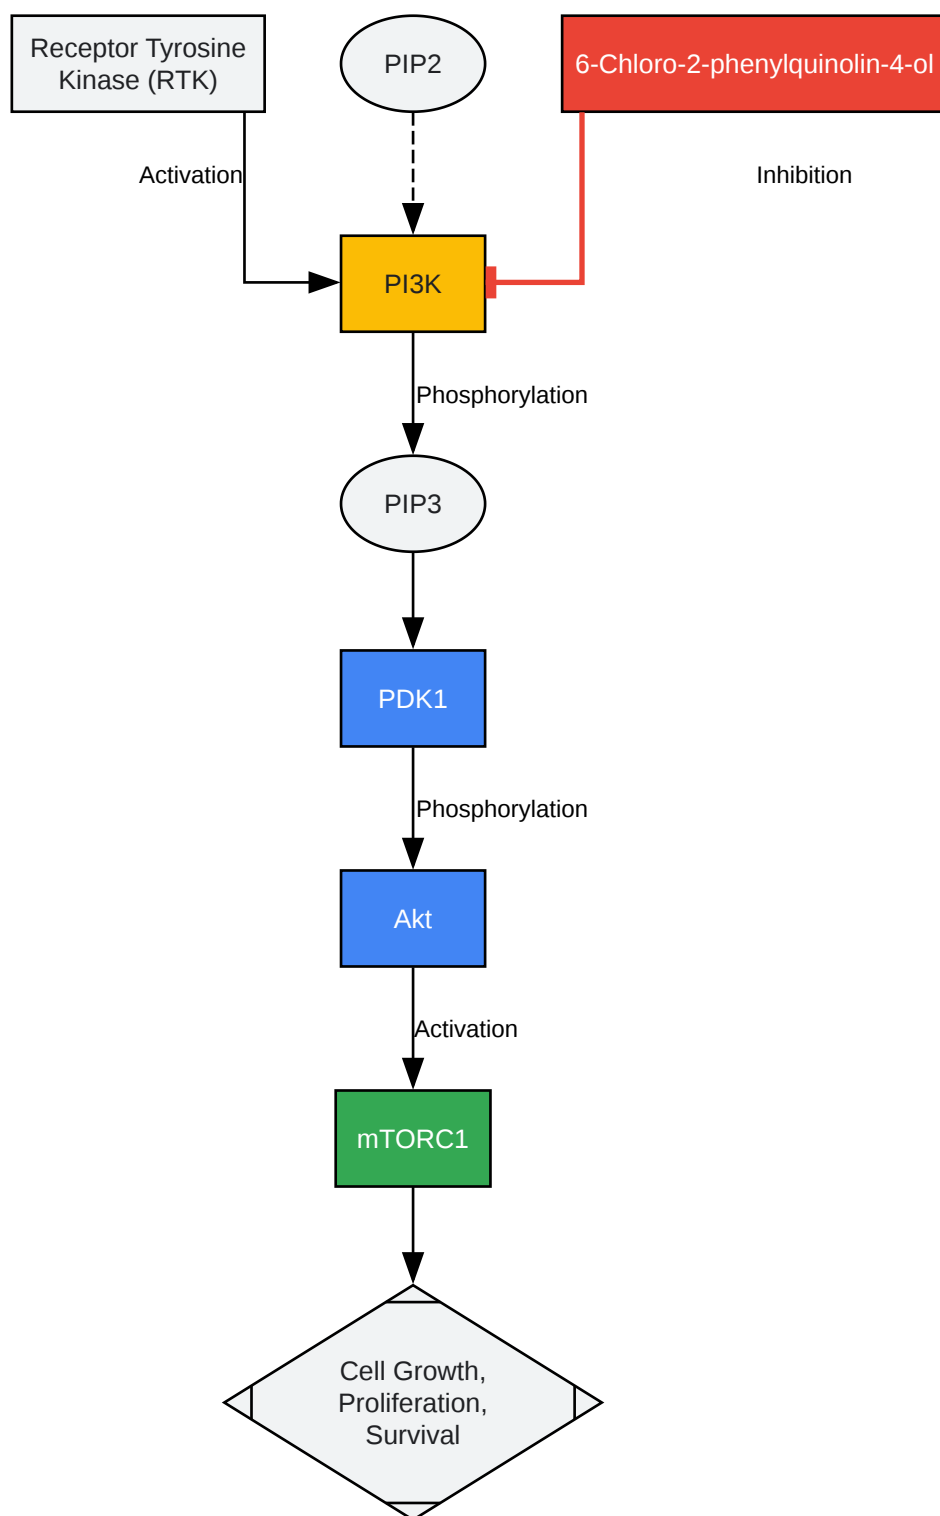 Receptor Tyrosine
Kinase (RTK)
PIP2
6-Chloro-2-phenylquinolin-4-ol
Activation
Inhibition
PI3K
Phosphorylation
PIP3
PDK1
Phosphorylation
Akt
Activation
mTORC1
Cell Growth,
Proliferation,
Survival